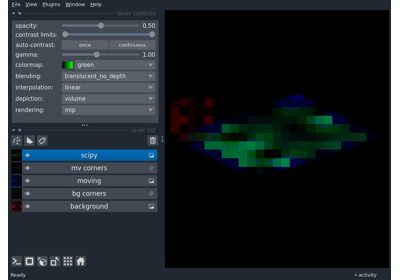 File View Plugins Window Help
layer controls
opacity: 0.50
contrast limits:
auto-contrast: once continuous
gamma: 1.00
colormap: green
blending: translucent_no_depth
interpolation: linear
depiction: volume
rendering: mip
layer list
scipy
mv corners
moving
bg corners
background
Ready
activity